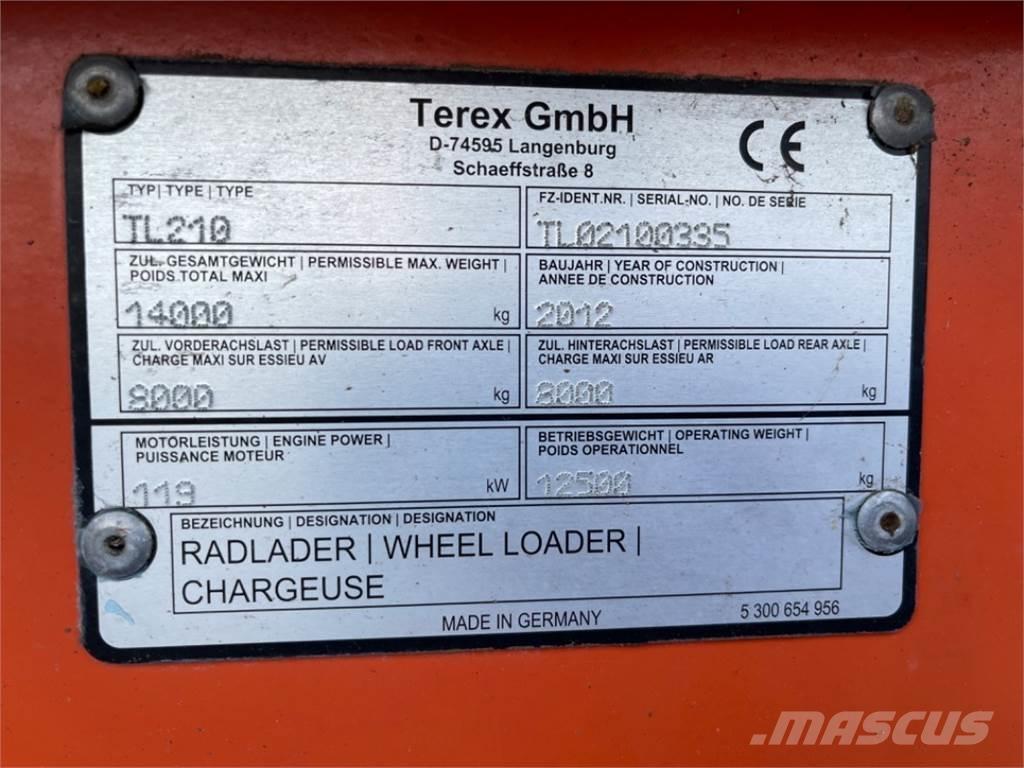 Terex GmbH
D-74595 Langenburg
Schaeffstraße 8
CE
TYP | TYPE | TYPE
TL210
FZ-IDENT.NR. | SERIAL-NO. | NO. DE SERIE
TL02100335
ZUL. GESAMTGEWICHT | PERMISSIBLE MAX. WEIGHT |
POIDS TOTAL MAXI
14000 kg
BAUJAHR | YEAR OF CONSTRUCTION |
ANNEE DE CONSTRUCTION
2012
ZUL. VORDERACHSLAST | PERMISSIBLE LOAD FRONT AXLE |
CHARGE MAXI SUR ESSIEU AV
8000 kg
ZUL. HINTERACHSLAST | PERMISSIBLE LOAD REAR AXLE |
CHARGE MAXI SUR ESSIEU AR
8000 kg
MOTORLEISTUNG | ENGINE POWER |
PUISSANCE MOTEUR
119 kW
BETRIEBSGEWICHT | OPERATING WEIGHT |
POIDS OPERATIONNEL
12500 kg
BEZEICHNUNG | DESIGNATION | DESIGNATION
RADLADER | WHEEL LOADER |
CHARGEUSE
MADE IN GERMANY
5 300 654 956
MASCUS